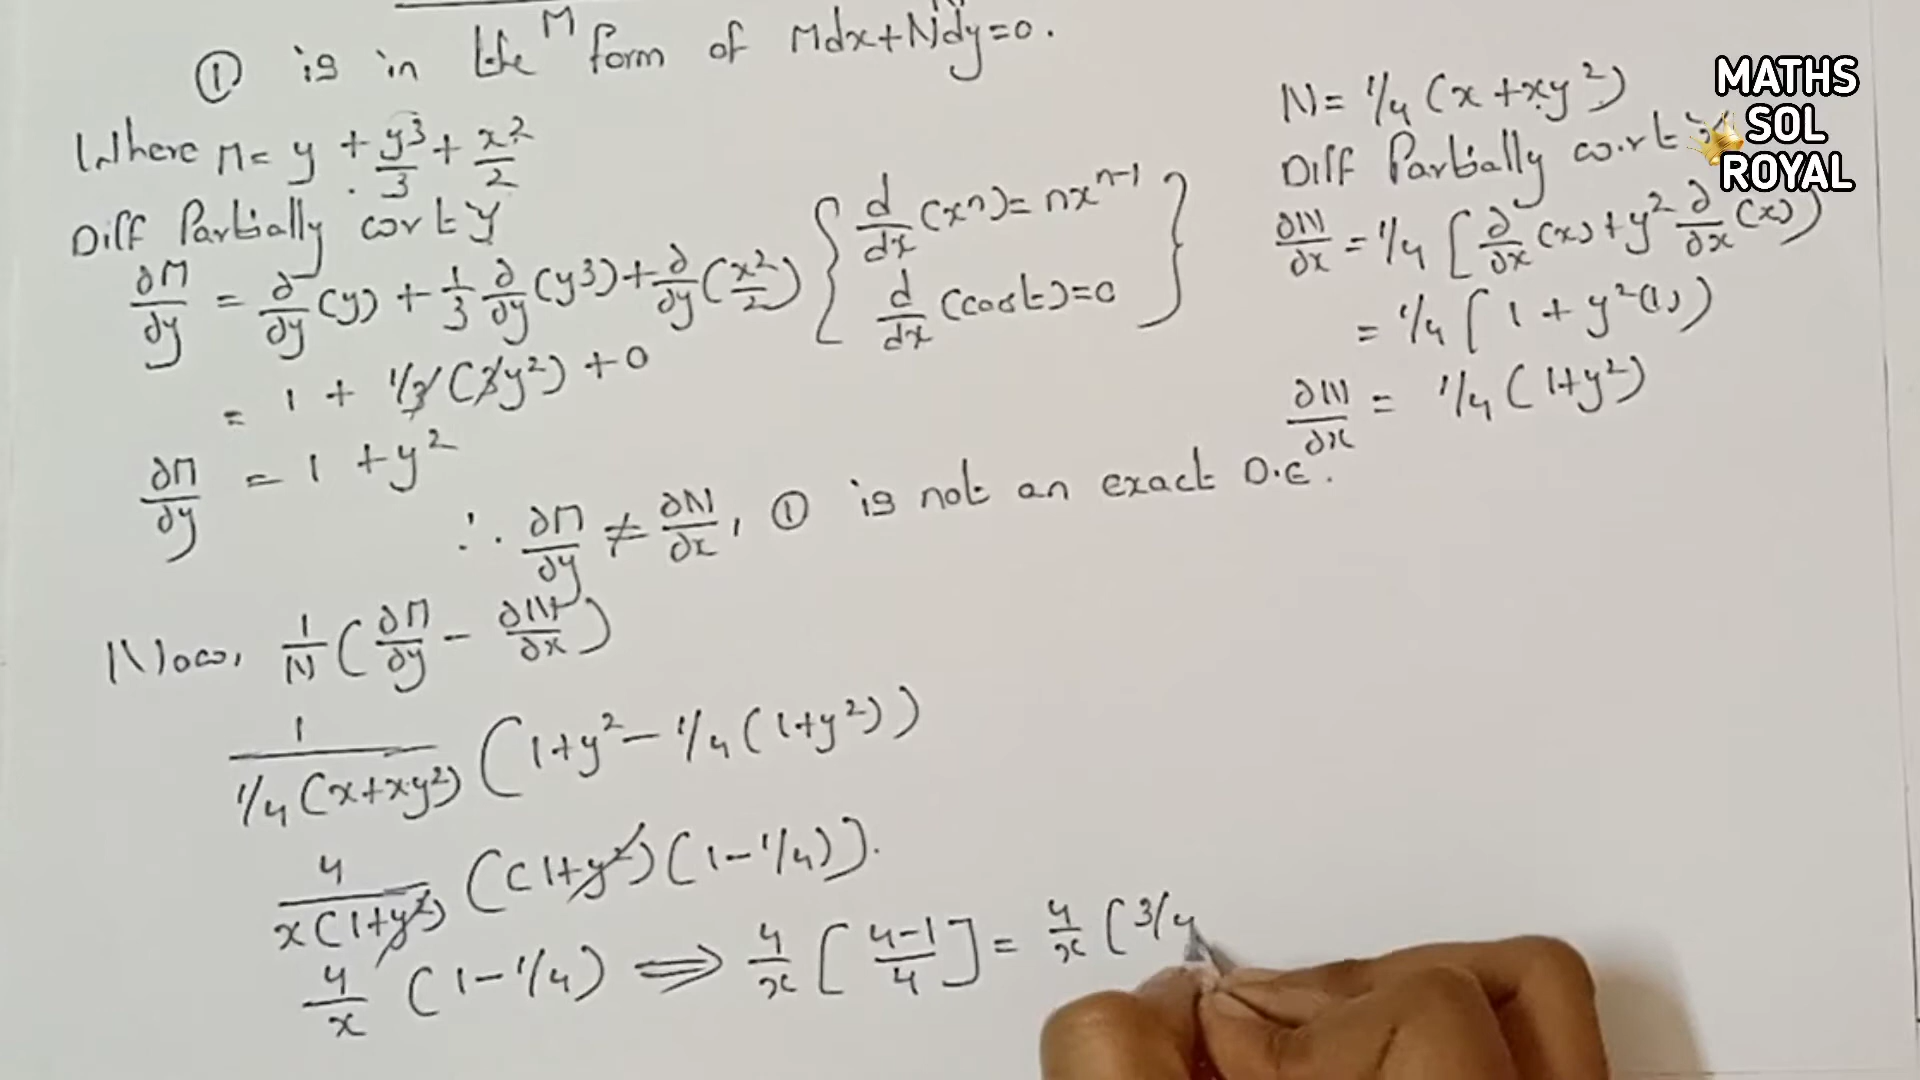 ① is in the form of Mdx+Ndy=0.
M
Where M= y + y³/3 + x²/2
Diff Partially w.r.t y
∂M/∂y = ∂/∂y (y) + 1/3 ∂/∂y (y³) + ∂/∂y (x²/2) { d/dx (xⁿ) = nxⁿ⁻¹
d/dx (const) = 0 }
= 1 + 1/3 (3y²) + 0
∂M/∂y = 1 + y²
N = 1/4 (x + xy²)
Diff Partially w.r.t
∂N/∂x = 1/4 [ ∂/∂x (x) + y² ∂/∂x (x) )
= 1/4 [ 1 + y²(1) )
∂N/∂x = 1/4 (1+y²)
∴ ∂M/∂y ≠ ∂N/∂x, ① is not an exact D.E.
Now, 1/N ( ∂M/∂y - ∂N/∂x )
1/(1/4 (x+xy²)) ( 1+y² - 1/4 (1+y²) )
4/(x(1+y²)) ( (1+y²) (1 - 1/4) ].
4/x (1 - 1/4) ⟹ 4/x [ (4-1)/4 ] = 4/x [ 3/4
MATHS
SOL
ROYAL